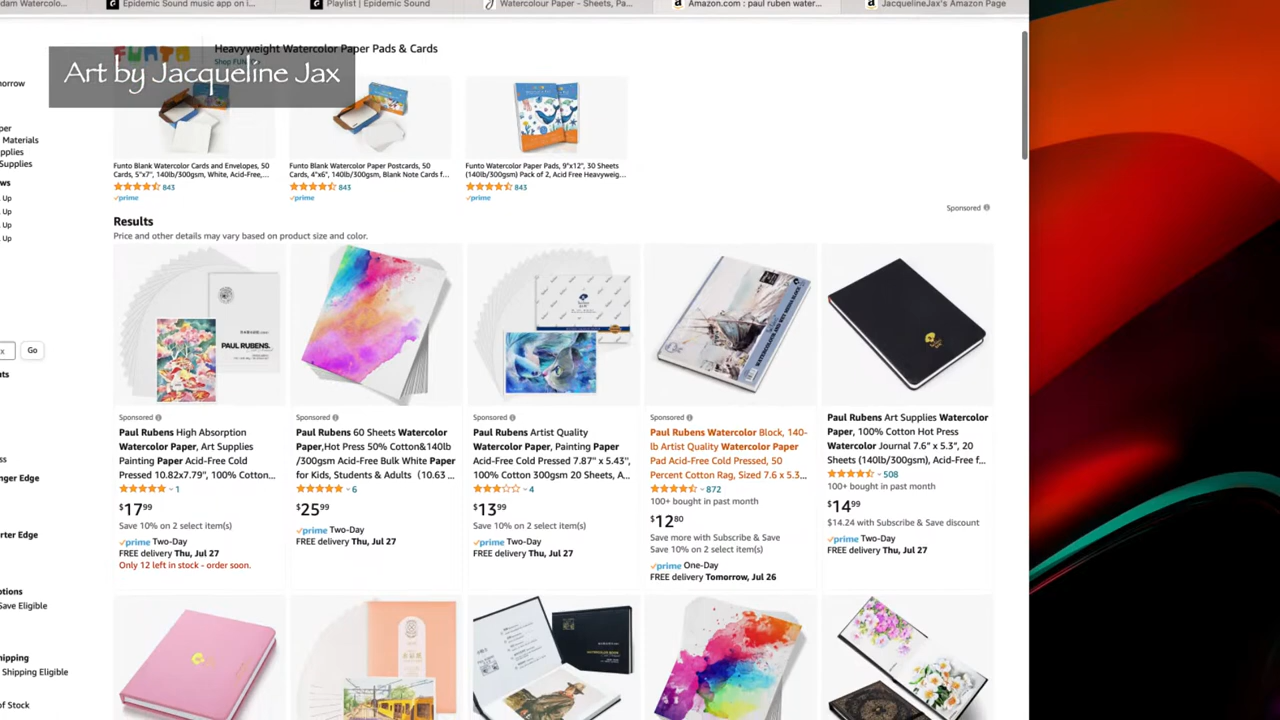 dam Watercolo...
Epidemic Sound music app on i...
Playlist | Epidemic Sound
Watercolour Paper - Sheets, Pa...
Amazon.com : paul ruben water...
JacquelineJax's Amazon Page
FUNTO
Heavyweight Watercolor Paper Pads & Cards
Art by Jacqueline Jax
morrow
per
Materials
pplies
Supplies
ws
Up
Up
Up
Up
Funto Blank Watercolor Cards and Envelopes, 50
Cards, 5"x7", 140lb/300gsm, White, Acid-Free,...
843
prime
Funto Blank Watercolor Paper Postcards, 50
Cards, 4"x6", 140lb/300gsm, Blank Note Cards f...
843
prime
Funto Watercolor Paper Pads, 9"x12", 30 Sheets
(140lb/300gsm) Pack of 2, Acid Free Heavyweig...
843
prime
Sponsored
Results
Price and other details may vary based on product size and color.
x
Go
nts
ss
nger Edge
rter Edge
ptions
Save Eligible
hipping
Shipping Eligible
of Stock
PAUL RUBENS.
Sponsored
Paul Rubens High Absorption
Watercolor Paper, Art Supplies
Painting Paper Acid-Free Cold
Pressed 10.82x7.79", 100% Cotton...
1
$17.99
Save 10% on 2 select item(s)
prime Two-Day
FREE delivery Thu, Jul 27
Only 12 left in stock - order soon.
Sponsored
Paul Rubens 60 Sheets Watercolor
Paper,Hot Press 50% Cotton&140lb
/300gsm Acid-Free Bulk White Paper
for Kids, Students & Adults（10.63 ...
6
$25.99
prime Two-Day
FREE delivery Thu, Jul 27
Sponsored
Paul Rubens Artist Quality
Watercolor Paper, Painting Paper
Acid-Free Cold Pressed 7.87" x 5.43",
100% Cotton 300gsm 20 Sheets, A...
4
$13.99
Save 10% on 2 select item(s)
prime Two-Day
FREE delivery Thu, Jul 27
Sponsored
Paul Rubens Watercolor Block, 140-
lb Artist Quality Watercolor Paper
Pad Acid-Free Cold Pressed, 50
Percent Cotton Rag, Sized 7.6 x 5.3...
872
100+ bought in past month
$12.80
Save more with Subscribe & Save
Save 10% on 2 select item(s)
prime One-Day
FREE delivery Tomorrow, Jul 26
Paul Rubens Art Supplies Watercolor
Paper, 100% Cotton Hot Press
Watercolor Journal 7.6" x 5.3", 20
Sheets (140lb/300gsm), Acid-Free f...
508
100+ bought in past month
$14.99
$14.24 with Subscribe & Save discount
prime Two-Day
FREE delivery Thu, Jul 27